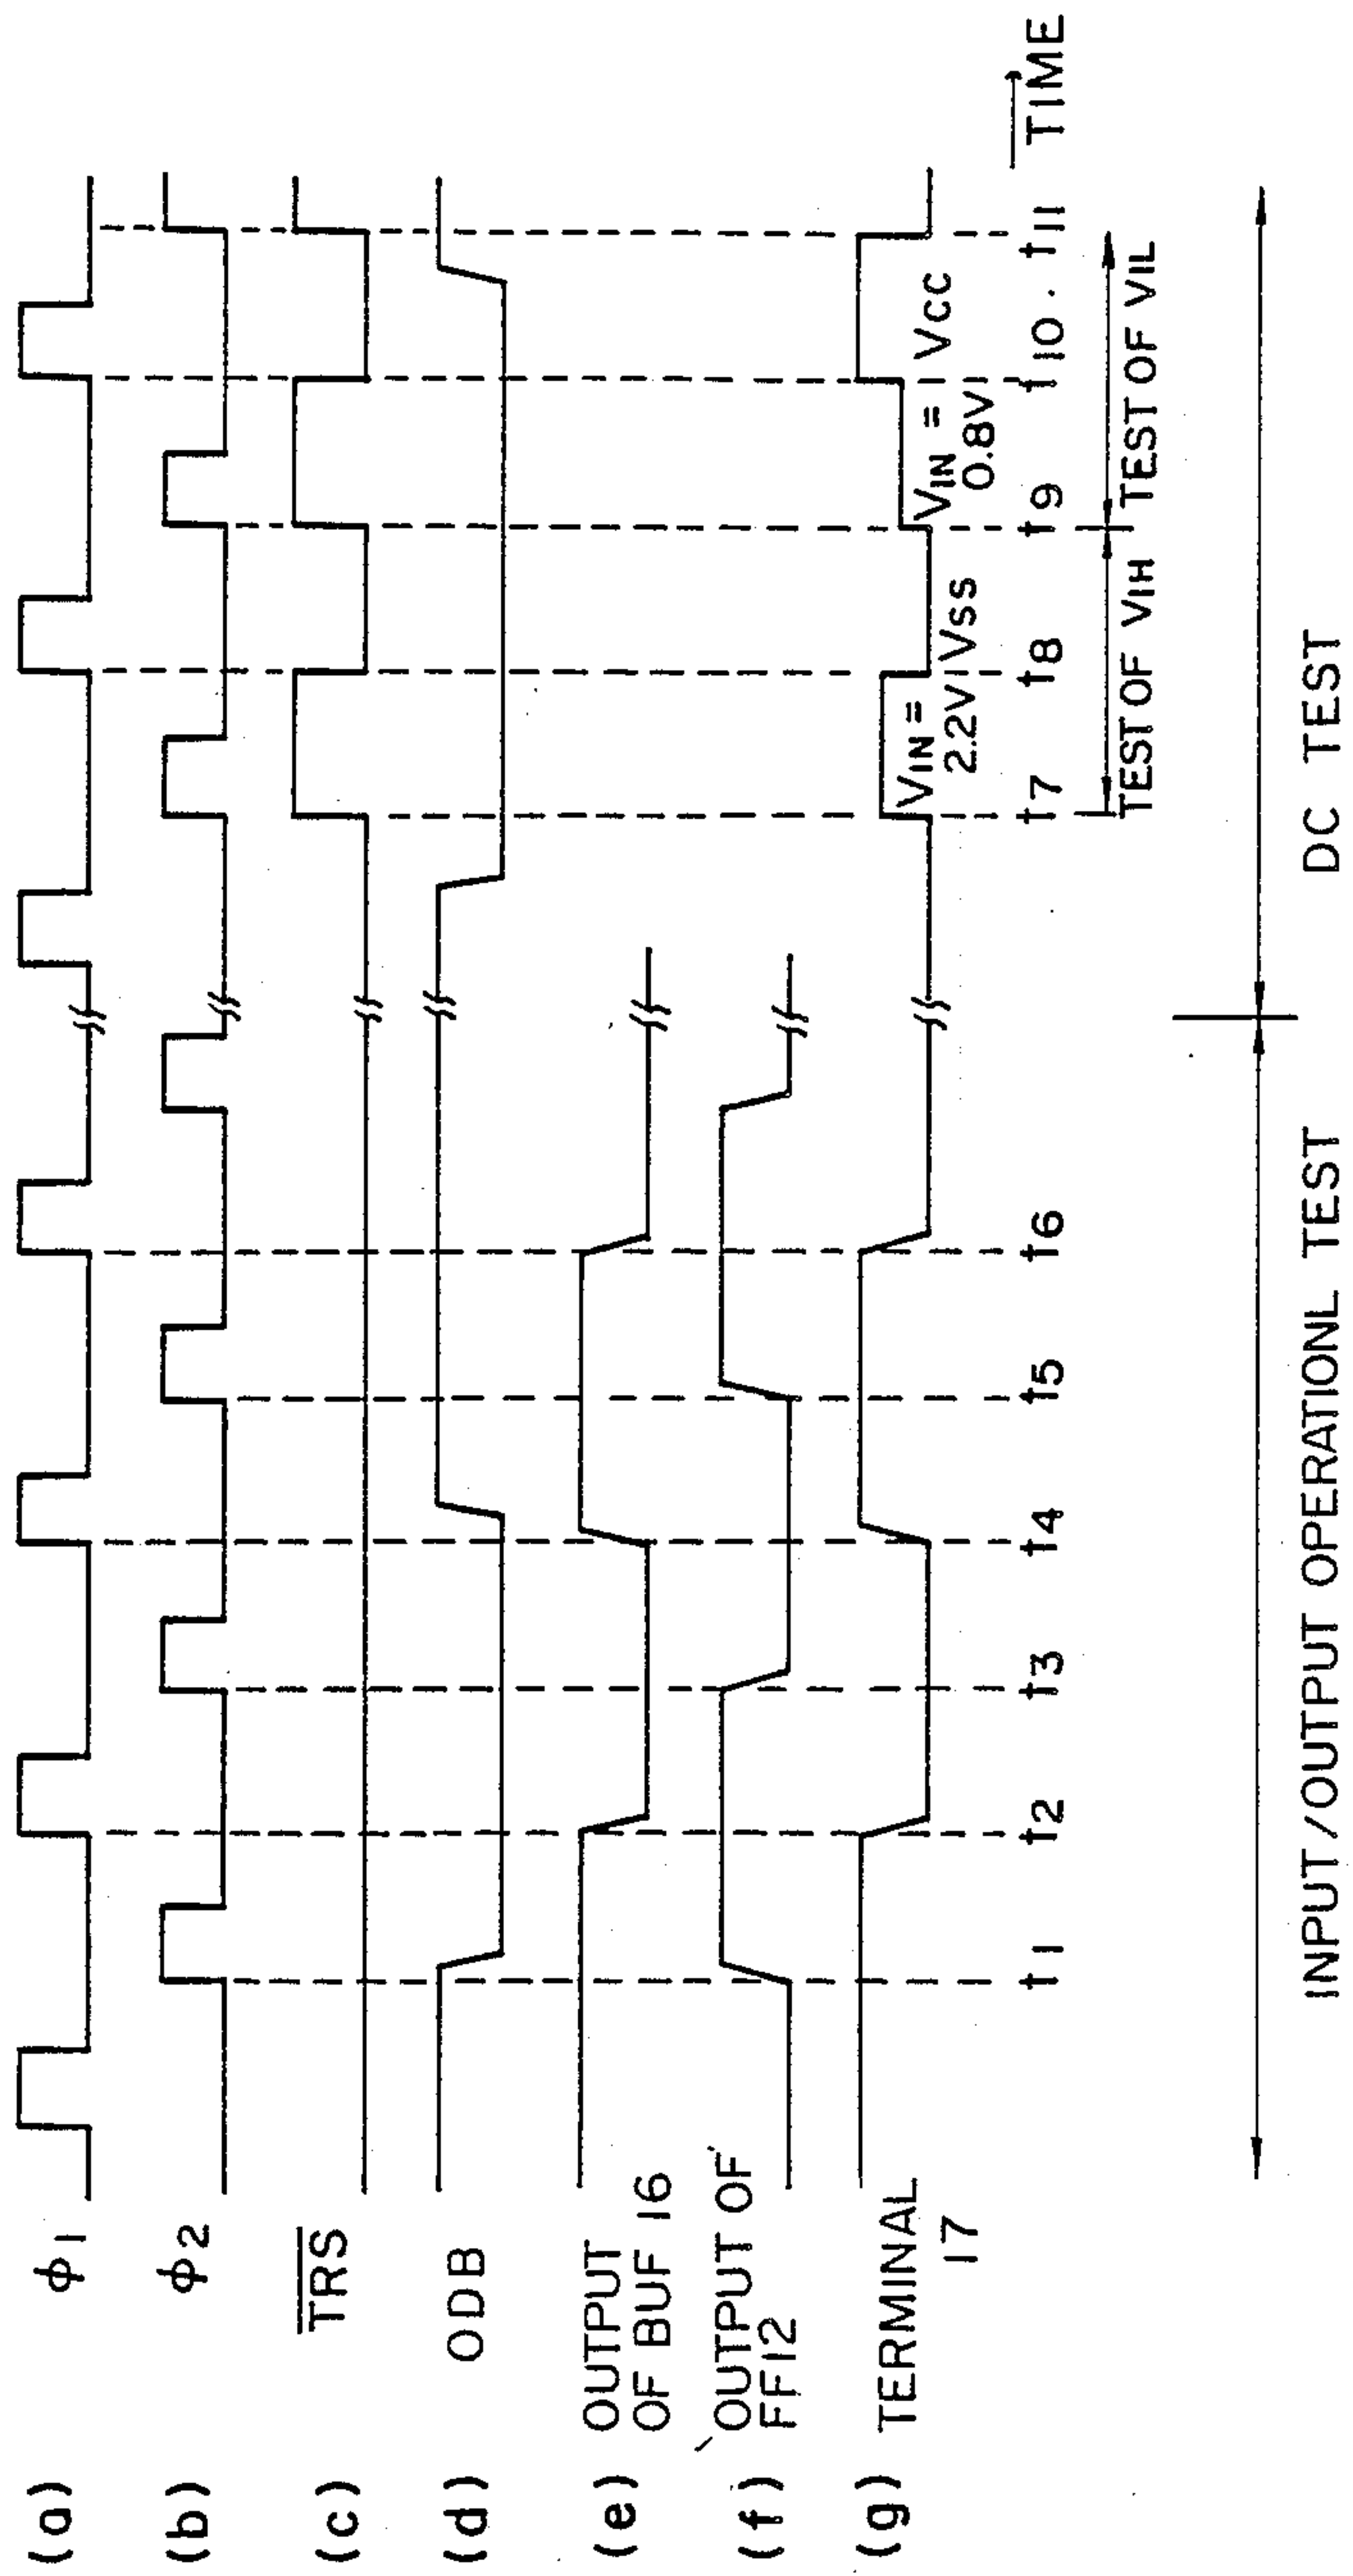 (a) φ1
(b) φ2
(c) TRS
(d) ODB
(e) OUTPUT
OF BUF 16
(f) OUTPUT OF
FF12
(g) TERMINAL
17
VIN =
2.2V
VSS
VIN =
0.8V
VCC
t1 t2 t3 t4 t5 t6 t7 t8 t9 t10 t11
TIME
TEST OF VIH
TEST OF VIL
INPUT/OUTPUT OPERATIONL TEST
DC TEST